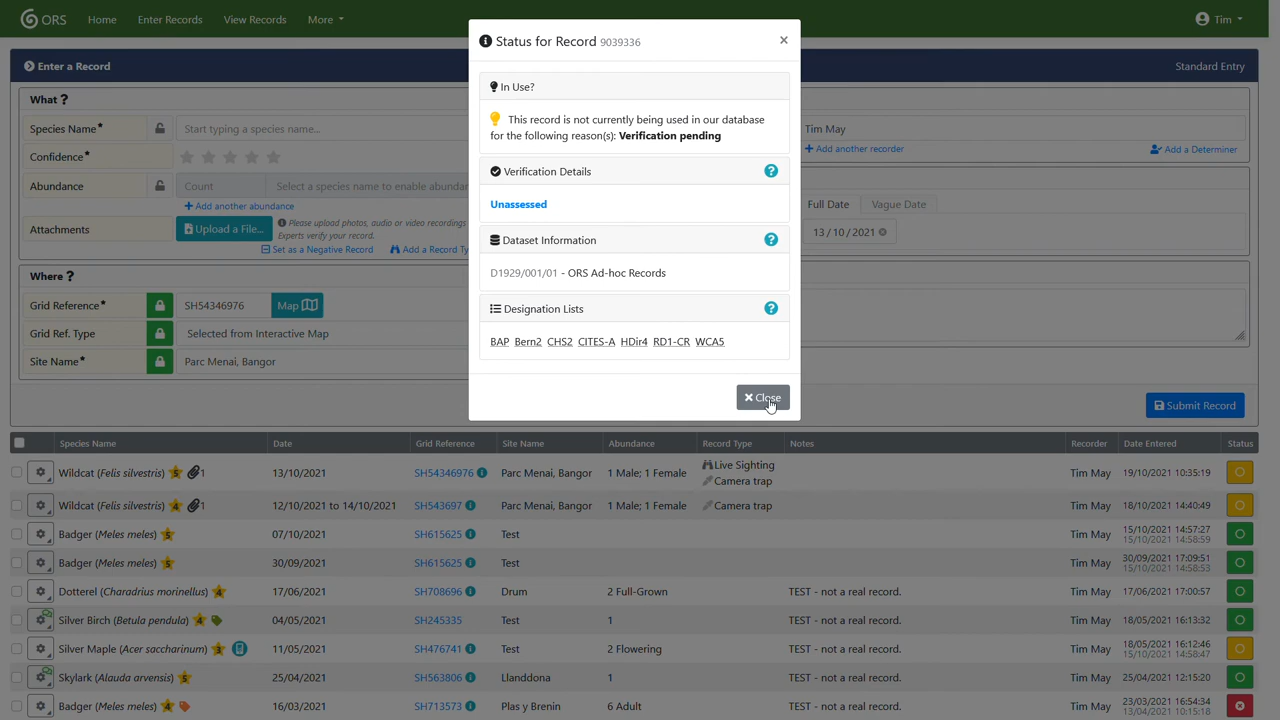 ORS Home Enter Records View Records More Tim
Enter a Record Standard Entry
What ?
Species Name* Start typing a species name...
Confidence*
Abundance Count Select a species name to enable abundan
Add another abundance
Attachments Upload a File... Please upload photos, audio or video recordings
Experts verify your record.
Set as a Negative Record Add a Record Ty
Where ?
Grid Reference* SH54346976 Map
Grid Ref. Type Selected from Interactive Map
Site Name* Parc Menai, Bangor
Tim May
Add another recorder Add a Determiner
Full Date Vague Date
13 / 10 / 2021
Submit Record
Status for Record 9039336 ×
In Use?
This record is not currently being used in our database
for the following reason(s): Verification pending
Verification Details ?
Unassessed
Dataset Information ?
D1929/001/01 - ORS Ad-hoc Records
Designation Lists ?
BAP Bern2 CHS2 CITES-A HDir4 RD1-CR WCA5
Close
Species Name Date Grid Reference Site Name Abundance Record Type Notes Recorder Date Entered Status
Wildcat (Felis silvestris) 5 1 13/10/2021 SH54346976 Parc Menai, Bangor 1 Male; 1 Female Live Sighting Tim May 19/10/2021 10:35:19
Camera trap
Wildcat (Felis silvestris) 4 1 12/10/2021 to 14/10/2021 SH543697 Parc Menai, Bangor 1 Male; 1 Female Camera trap Tim May 18/10/2021 14:40:49
Badger (Meles meles) 5 07/10/2021 SH615625 Test Tim May 15/10/2021 14:57:27
15/10/2021 14:58:59
Badger (Meles meles) 5 30/09/2021 SH615625 Test Tim May 30/09/2021 17:09:51
15/10/2021 14:58:53
Dotterel (Charadrius morinellus) 4 17/06/2021 SH708696 Drum 2 Full-Grown TEST - not a real record. Tim May 17/06/2021 17:00:57
Silver Birch (Betula pendula) 4 04/05/2021 SH245335 Test 1 TEST - not a real record. Tim May 18/05/2021 16:13:32
Silver Maple (Acer saccharinum) 3 11/05/2021 SH476741 Test 2 Flowering TEST - not a real record. Tim May 18/05/2021 16:12:46
15/10/2021 14:58:47
Skylark (Alauda arvensis) 5 25/04/2021 SH563806 Llanddona 1 TEST - not a real record. Tim May 25/04/2021 12:15:20
Badger (Meles meles) 4 16/03/2021 SH713573 Plas y Brenin 6 Adult TEST - not a real record. Tim May 23/03/2021 16:54:34
13/04/2021 10:15:18